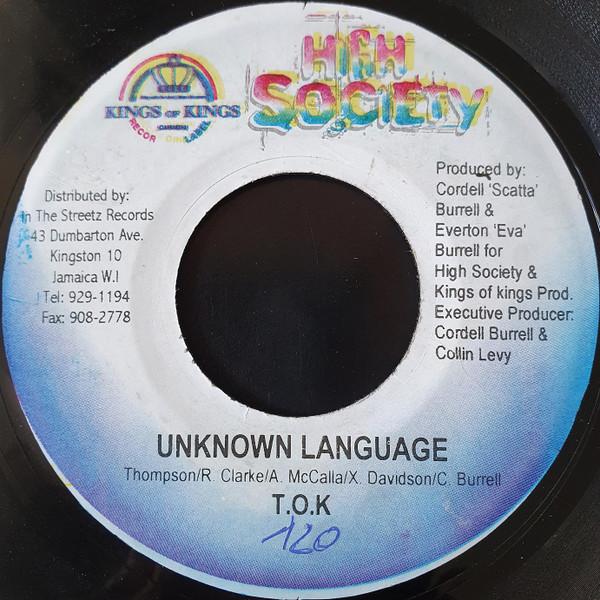 KINGS OF KINGS
RECORDING LABEL
HIGH
SOCIETY
Distributed by:
In The Streetz Records
43 Dumbarton Ave.
Kingston 10
Jamaica W.I
Tel: 929-1194
Fax: 908-2778
Produced by:
Cordell 'Scatta'
Burrell &
Everton 'Eva'
Burrell for
High Society &
Kings of kings Prod.
Executive Producer:
Cordell Burrell &
Collin Levy
UNKNOWN LANGUAGE
Thompson/R. Clarke/A. McCalla/X. Davidson/C. Burrell
T.O.K
120